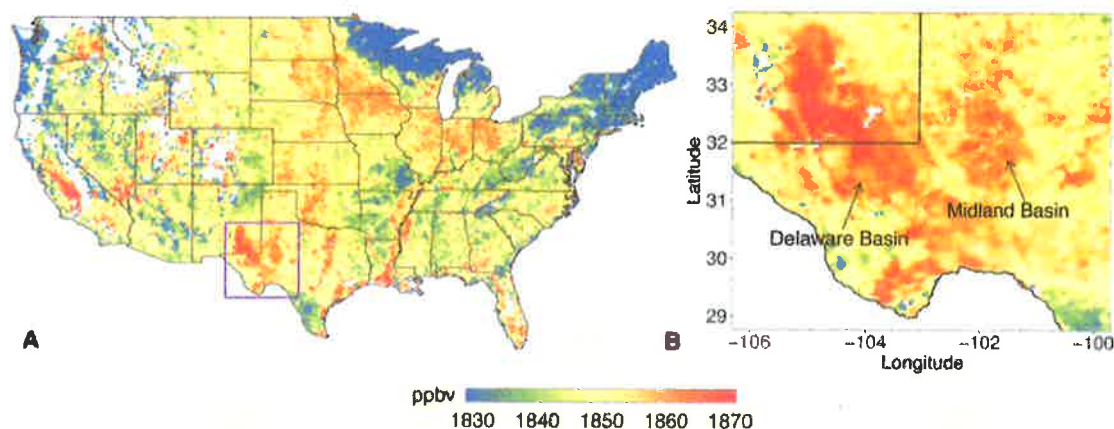 A
34
33
32
31
30
29
Latitude
Delaware Basin
Midland Basin
B
-106
-104
-102
-100
Longitude
ppbv
1830
1840
1850
1860
1870